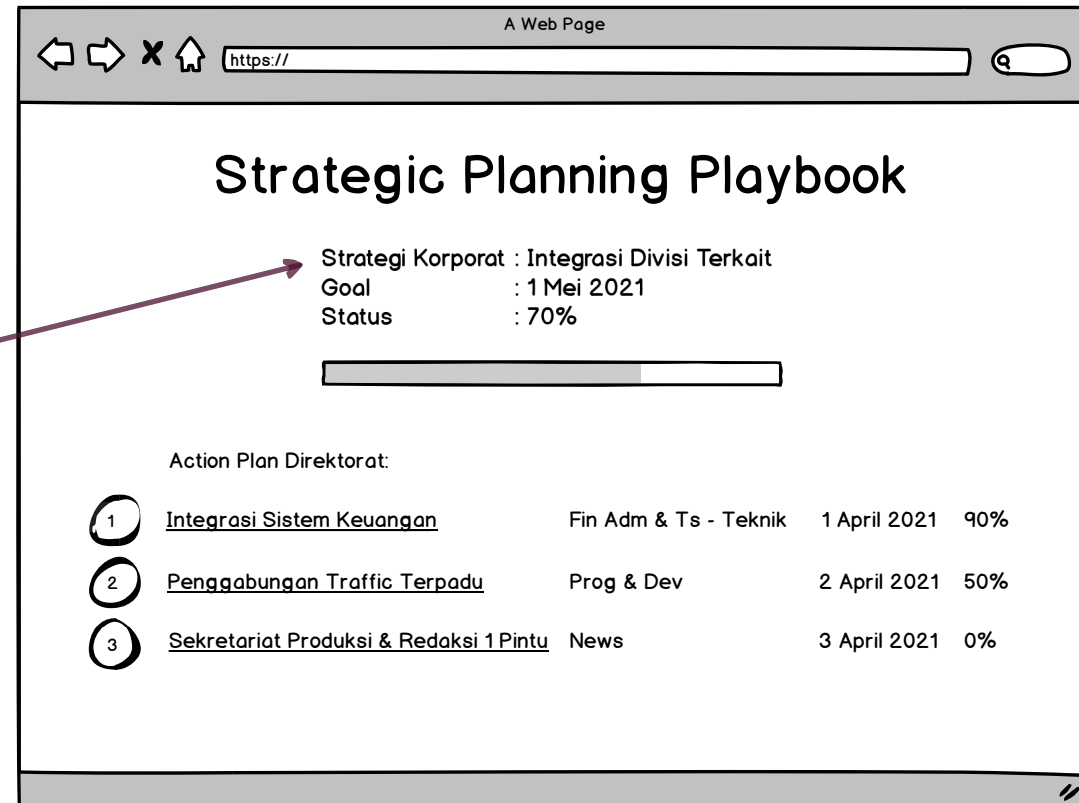 A Web Page
https://
Strategic Planning Playbook
Strategi Korporat : Integrasi Divisi Terkait
Goal : 1 Mei 2021
Status : 70%
Action Plan Direktorat:
1 Integrasi Sistem Keuangan Fin Adm & Ts - Teknik 1 April 2021 90%
2 Penggabungan Traffic Terpadu Prog & Dev 2 April 2021 50%
3 Sekretariat Produksi & Redaksi 1 Pintu News 3 April 2021 0%